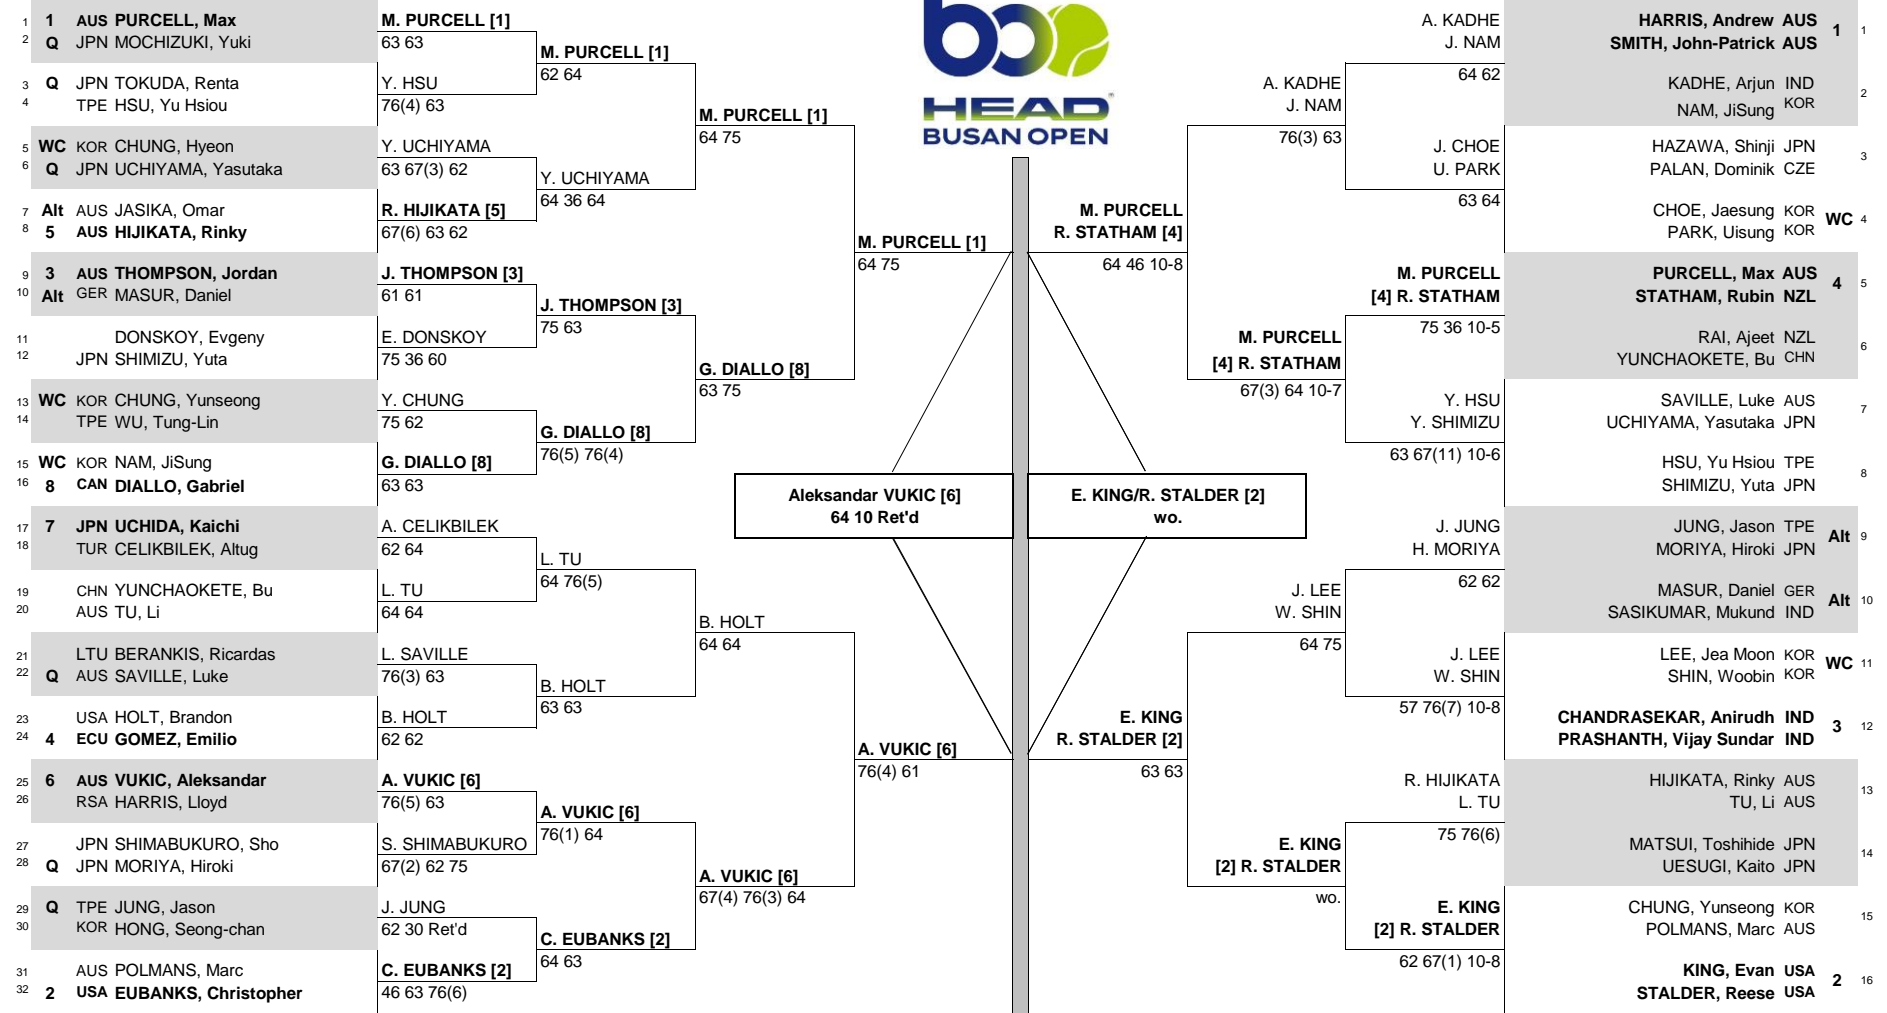 1 1 AUS PURCELL, Max
2 Q JPN MOCHIZUKI, Yuki
3 Q JPN TOKUDA, Renta
4 TPE HSU, Yu Hsiou
5 WC KOR CHUNG, Hyeon
6 Q JPN UCHIYAMA, Yasutaka
7 Alt AUS JASIKA, Omar
8 5 AUS HIJIKATA, Rinky
9 3 AUS THOMPSON, Jordan
10 Alt GER MASUR, Daniel
11 DONSKOY, Evgeny
12 JPN SHIMIZU, Yuta
13 WC KOR CHUNG, Yunseong
14 TPE WU, Tung-Lin
15 WC KOR NAM, JiSung
16 8 CAN DIALLO, Gabriel
17 7 JPN UCHIDA, Kaichi
18 TUR CELIKBILEK, Altug
19 CHN YUNCHAOKETE, Bu
20 AUS TU, Li
21 LTU BERANKIS, Ricardas
22 Q AUS SAVILLE, Luke
23 USA HOLT, Brandon
24 4 ECU GOMEZ, Emilio
25 6 AUS VUKIC, Aleksandar
26 RSA HARRIS, Lloyd
27 JPN SHIMABUKURO, Sho
28 Q JPN MORIYA, Hiroki
29 Q TPE JUNG, Jason
30 KOR HONG, Seong-chan
31 AUS POLMANS, Marc
32 2 USA EUBANKS, Christopher
M. PURCELL [1]
63 63
Y. HSU
76(4) 63
Y. UCHIYAMA
63 67(3) 62
R. HIJIKATA [5]
67(6) 63 62
J. THOMPSON [3]
61 61
E. DONSKOY
75 36 60
Y. CHUNG
75 62
G. DIALLO [8]
63 63
A. CELIKBILEK
62 64
L. TU
64 64
L. SAVILLE
76(3) 63
B. HOLT
62 62
A. VUKIC [6]
76(5) 63
S. SHIMABUKURO
67(2) 62 75
J. JUNG
62 30 Ret'd
C. EUBANKS [2]
46 63 76(6)
M. PURCELL [1]
62 64
Y. UCHIYAMA
64 36 64
J. THOMPSON [3]
75 63
G. DIALLO [8]
76(5) 76(4)
L. TU
64 76(5)
B. HOLT
63 63
A. VUKIC [6]
76(1) 64
C. EUBANKS [2]
64 63
M. PURCELL [1]
64 75
G. DIALLO [8]
63 75
B. HOLT
64 64
A. VUKIC [6]
67(4) 76(3) 64
M. PURCELL [1]
64 75
A. VUKIC [6]
76(4) 61
Aleksandar VUKIC [6]
64 10 Ret'd
HEAD
BUSAN OPEN
E. KING/R. STALDER [2]
wo.
M. PURCELL
R. STATHAM [4]
64 46 10-8
E. KING
R. STALDER [2]
63 63
A. KADHE
J. NAM
76(3) 63
M. PURCELL
[4] R. STATHAM
67(3) 64 10-7
J. LEE
W. SHIN
64 75
E. KING
[2] R. STALDER
wo.
A. KADHE
J. NAM
64 62
J. CHOE
U. PARK
63 64
M. PURCELL
[4] R. STATHAM
75 36 10-5
Y. HSU
Y. SHIMIZU
63 67(11) 10-6
J. JUNG
H. MORIYA
62 62
J. LEE
W. SHIN
57 76(7) 10-8
R. HIJIKATA
L. TU
75 76(6)
E. KING
[2] R. STALDER
62 67(1) 10-8
HARRIS, Andrew AUS
SMITH, John-Patrick AUS 1 1
KADHE, Arjun IND
NAM, JiSung KOR 2
HAZAWA, Shinji JPN
PALAN, Dominik CZE 3
CHOE, Jaesung KOR
PARK, Uisung KOR WC 4
PURCELL, Max AUS
STATHAM, Rubin NZL 4 5
RAI, Ajeet NZL
YUNCHAOKETE, Bu CHN 6
SAVILLE, Luke AUS
UCHIYAMA, Yasutaka JPN 7
HSU, Yu Hsiou TPE
SHIMIZU, Yuta JPN 8
JUNG, Jason TPE
MORIYA, Hiroki JPN Alt 9
MASUR, Daniel GER
SASIKUMAR, Mukund IND Alt 10
LEE, Jea Moon KOR
SHIN, Woobin KOR WC 11
CHANDRASEKAR, Anirudh IND
PRASHANTH, Vijay Sundar IND 3 12
HIJIKATA, Rinky AUS
TU, Li AUS 13
MATSUI, Toshihide JPN
UESUGI, Kaito JPN 14
CHUNG, Yunseong KOR
POLMANS, Marc AUS 15
KING, Evan USA
STALDER, Reese USA 2 16